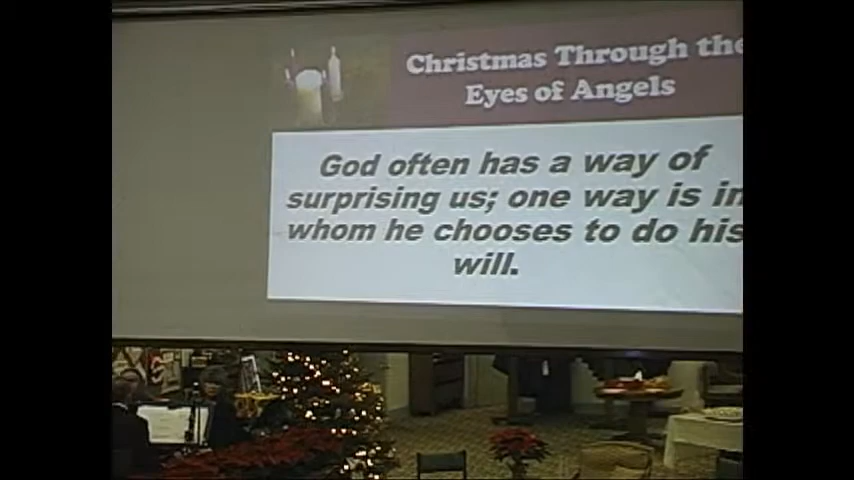 Christmas Through the
Eyes of Angels
God often has a way of
surprising us; one way is in
whom he chooses to do his
will.